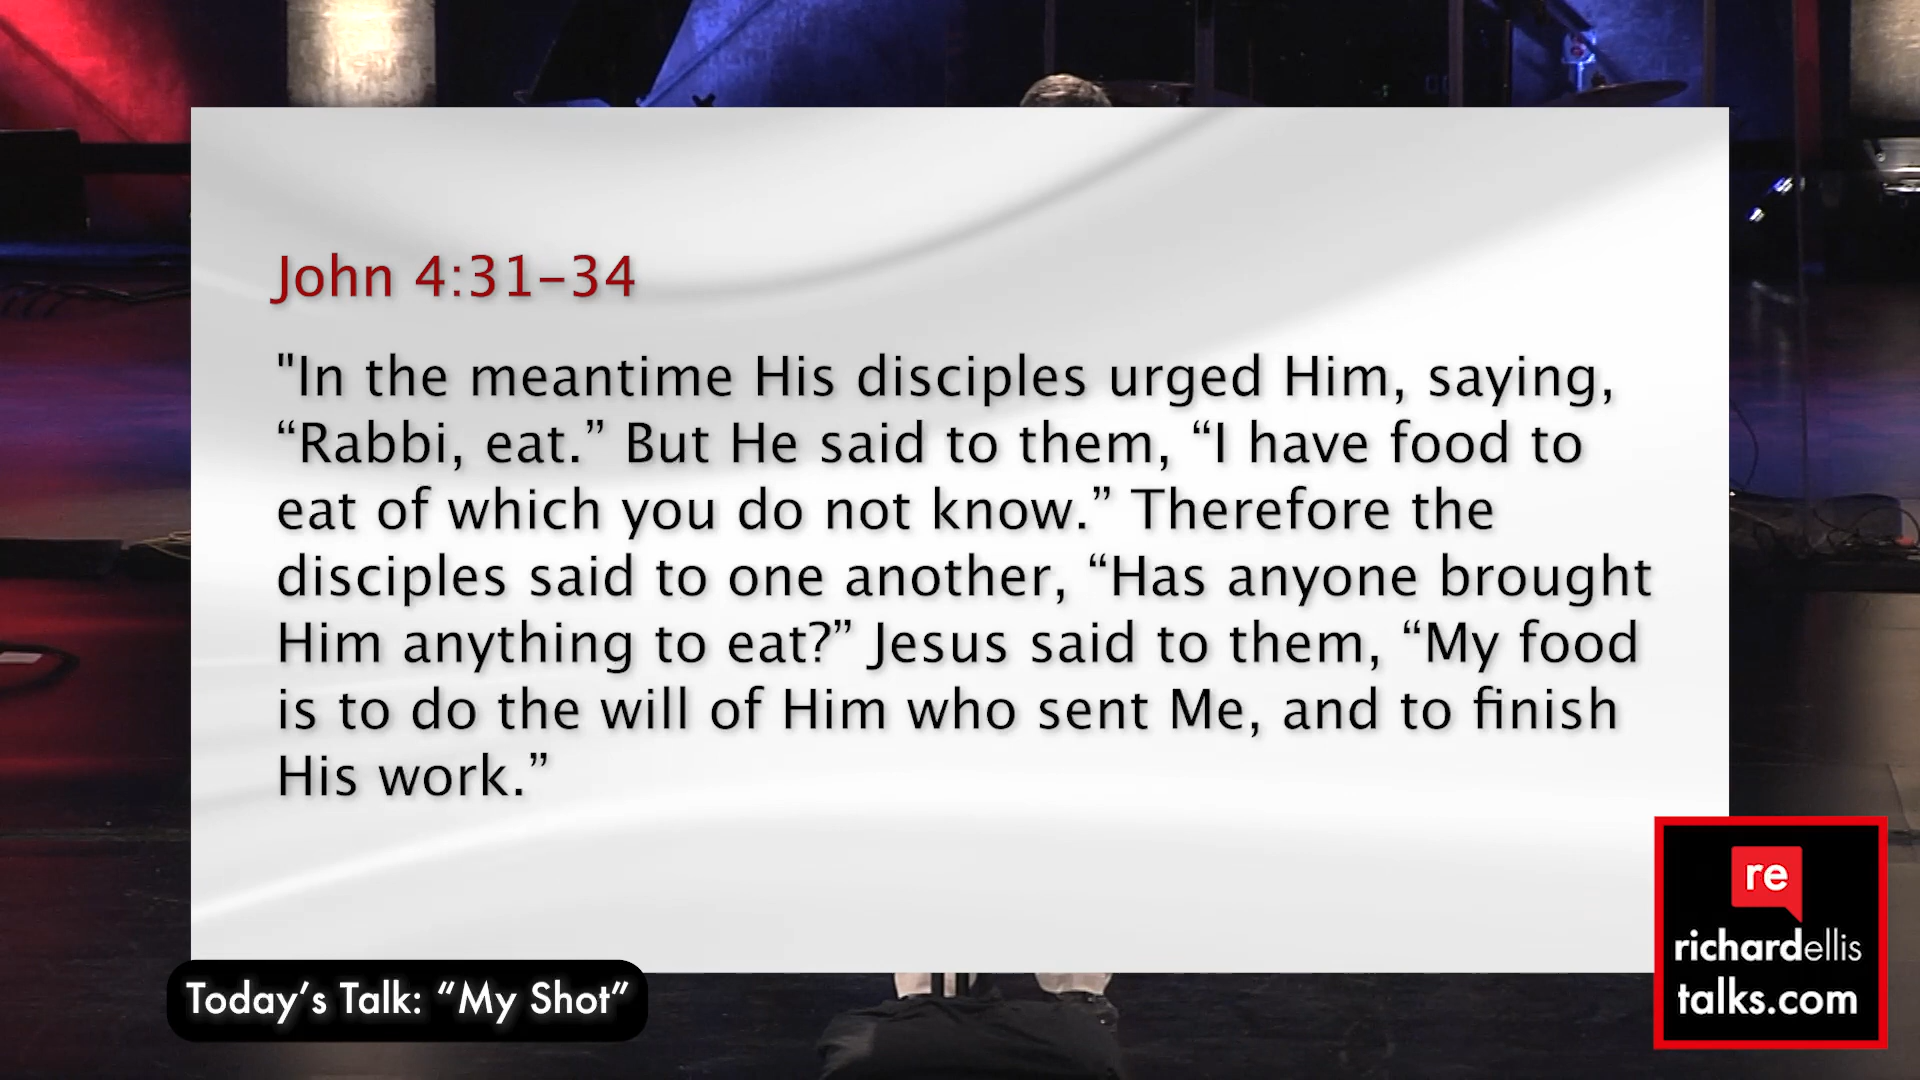 John 4:31–34
"In the meantime His disciples urged Him, saying,
“Rabbi, eat.” But He said to them, “I have food to
eat of which you do not know.” Therefore the
disciples said to one another, “Has anyone brought
Him anything to eat?” Jesus said to them, “My food
is to do the will of Him who sent Me, and to finish
His work.”
Today’s Talk: “My Shot”
re
richardellis
talks.com